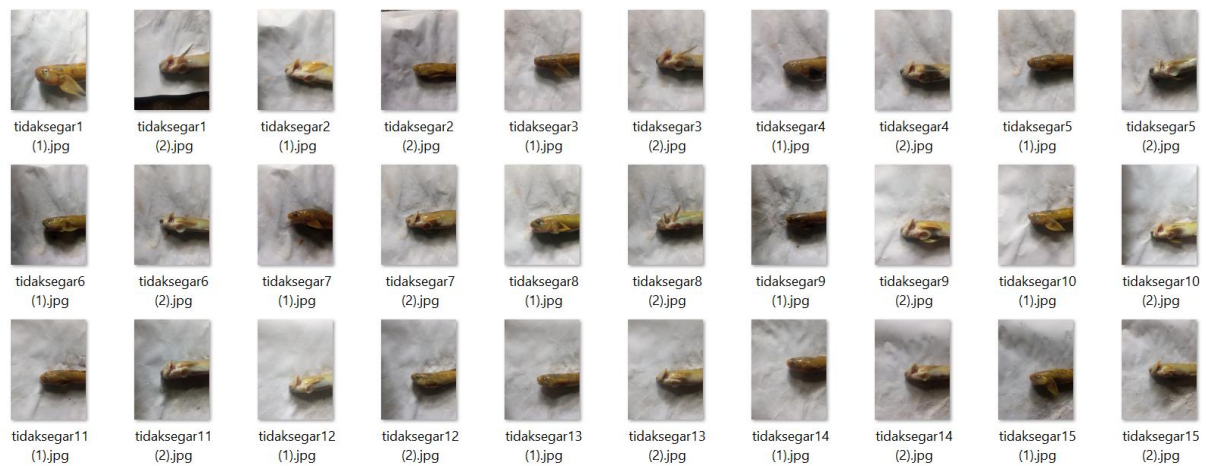 tidaksegar1
(1).jpg
tidaksegar1
(2).jpg
tidaksegar2
(1).jpg
tidaksegar2
(2).jpg
tidaksegar3
(1).jpg
tidaksegar3
(2).jpg
tidaksegar4
(1).jpg
tidaksegar4
(2).jpg
tidaksegar5
(1).jpg
tidaksegar5
(2).jpg
tidaksegar6
(1).jpg
tidaksegar6
(2).jpg
tidaksegar7
(1).jpg
tidaksegar7
(2).jpg
tidaksegar8
(1).jpg
tidaksegar8
(2).jpg
tidaksegar9
(1).jpg
tidaksegar9
(2).jpg
tidaksegar10
(1).jpg
tidaksegar10
(2).jpg
tidaksegar11
(1).jpg
tidaksegar11
(2).jpg
tidaksegar12
(1).jpg
tidaksegar12
(2).jpg
tidaksegar13
(1).jpg
tidaksegar13
(2).jpg
tidaksegar14
(1).jpg
tidaksegar14
(2).jpg
tidaksegar15
(1).jpg
tidaksegar15
(2).jpg